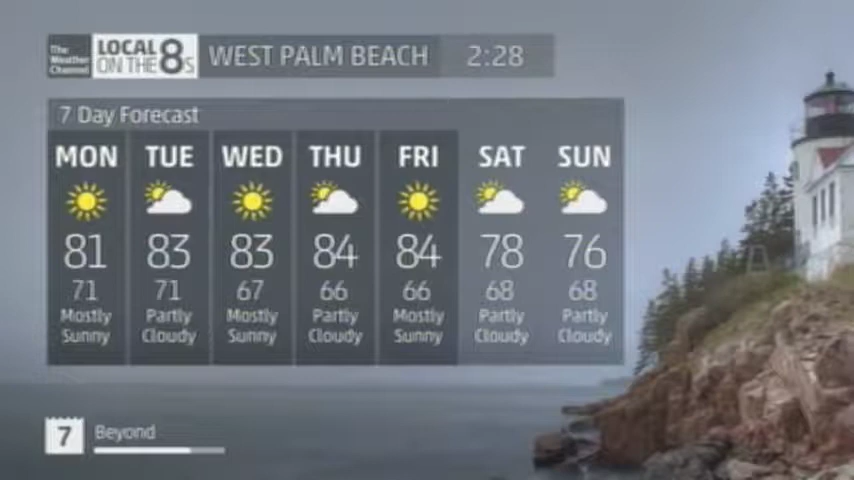 The Weather Channel
LOCAL ON THE 8s
WEST PALM BEACH 2:28
7 Day Forecast
MON TUE WED THU FRI SAT SUN
81 83 83 84 84 78 76
71 71 67 66 66 68 68
Mostly Partly Mostly Partly Mostly Partly Partly
Sunny Cloudy Sunny Cloudy Sunny Cloudy Cloudy
7 Beyond